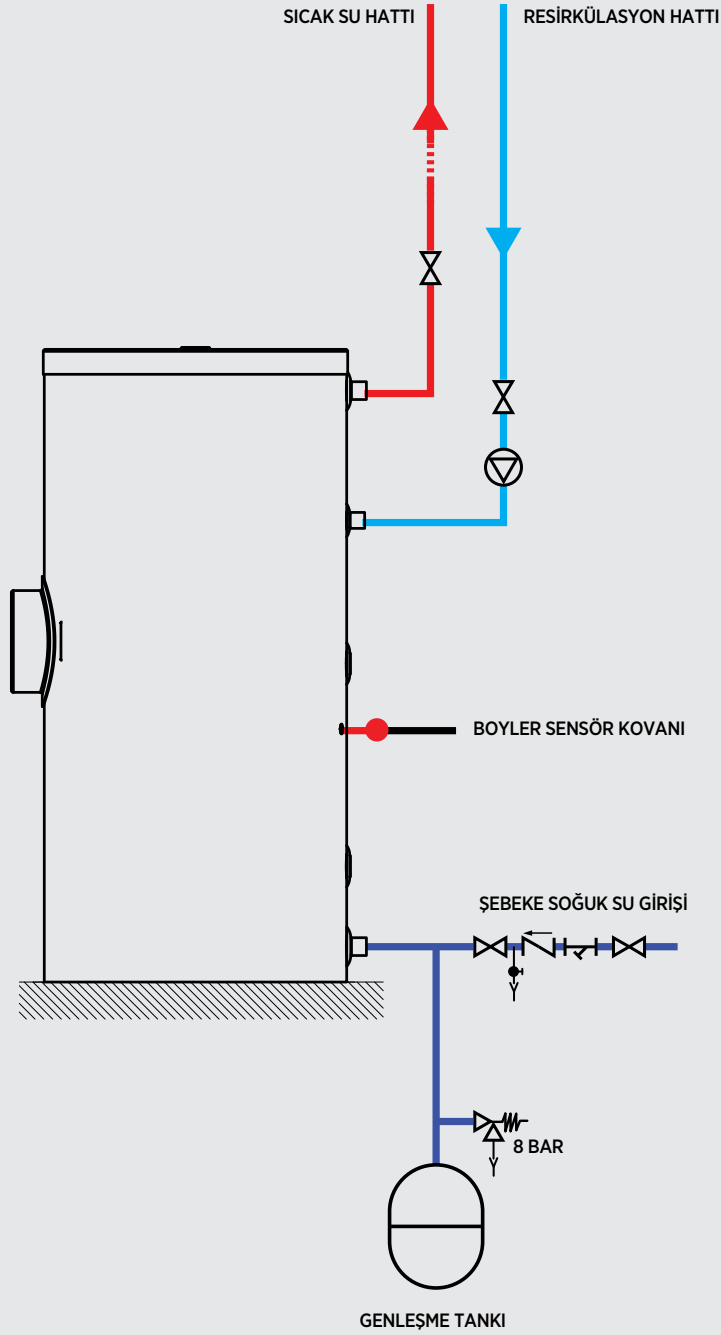 SICAK SU HATTI
RESİRKÜLASYON HATTI
BOYLER SENSÖR KOVANI
ŞEBEKE SOĞUK SU GİRİŞİ
8 BAR
GENLEŞME TANKI